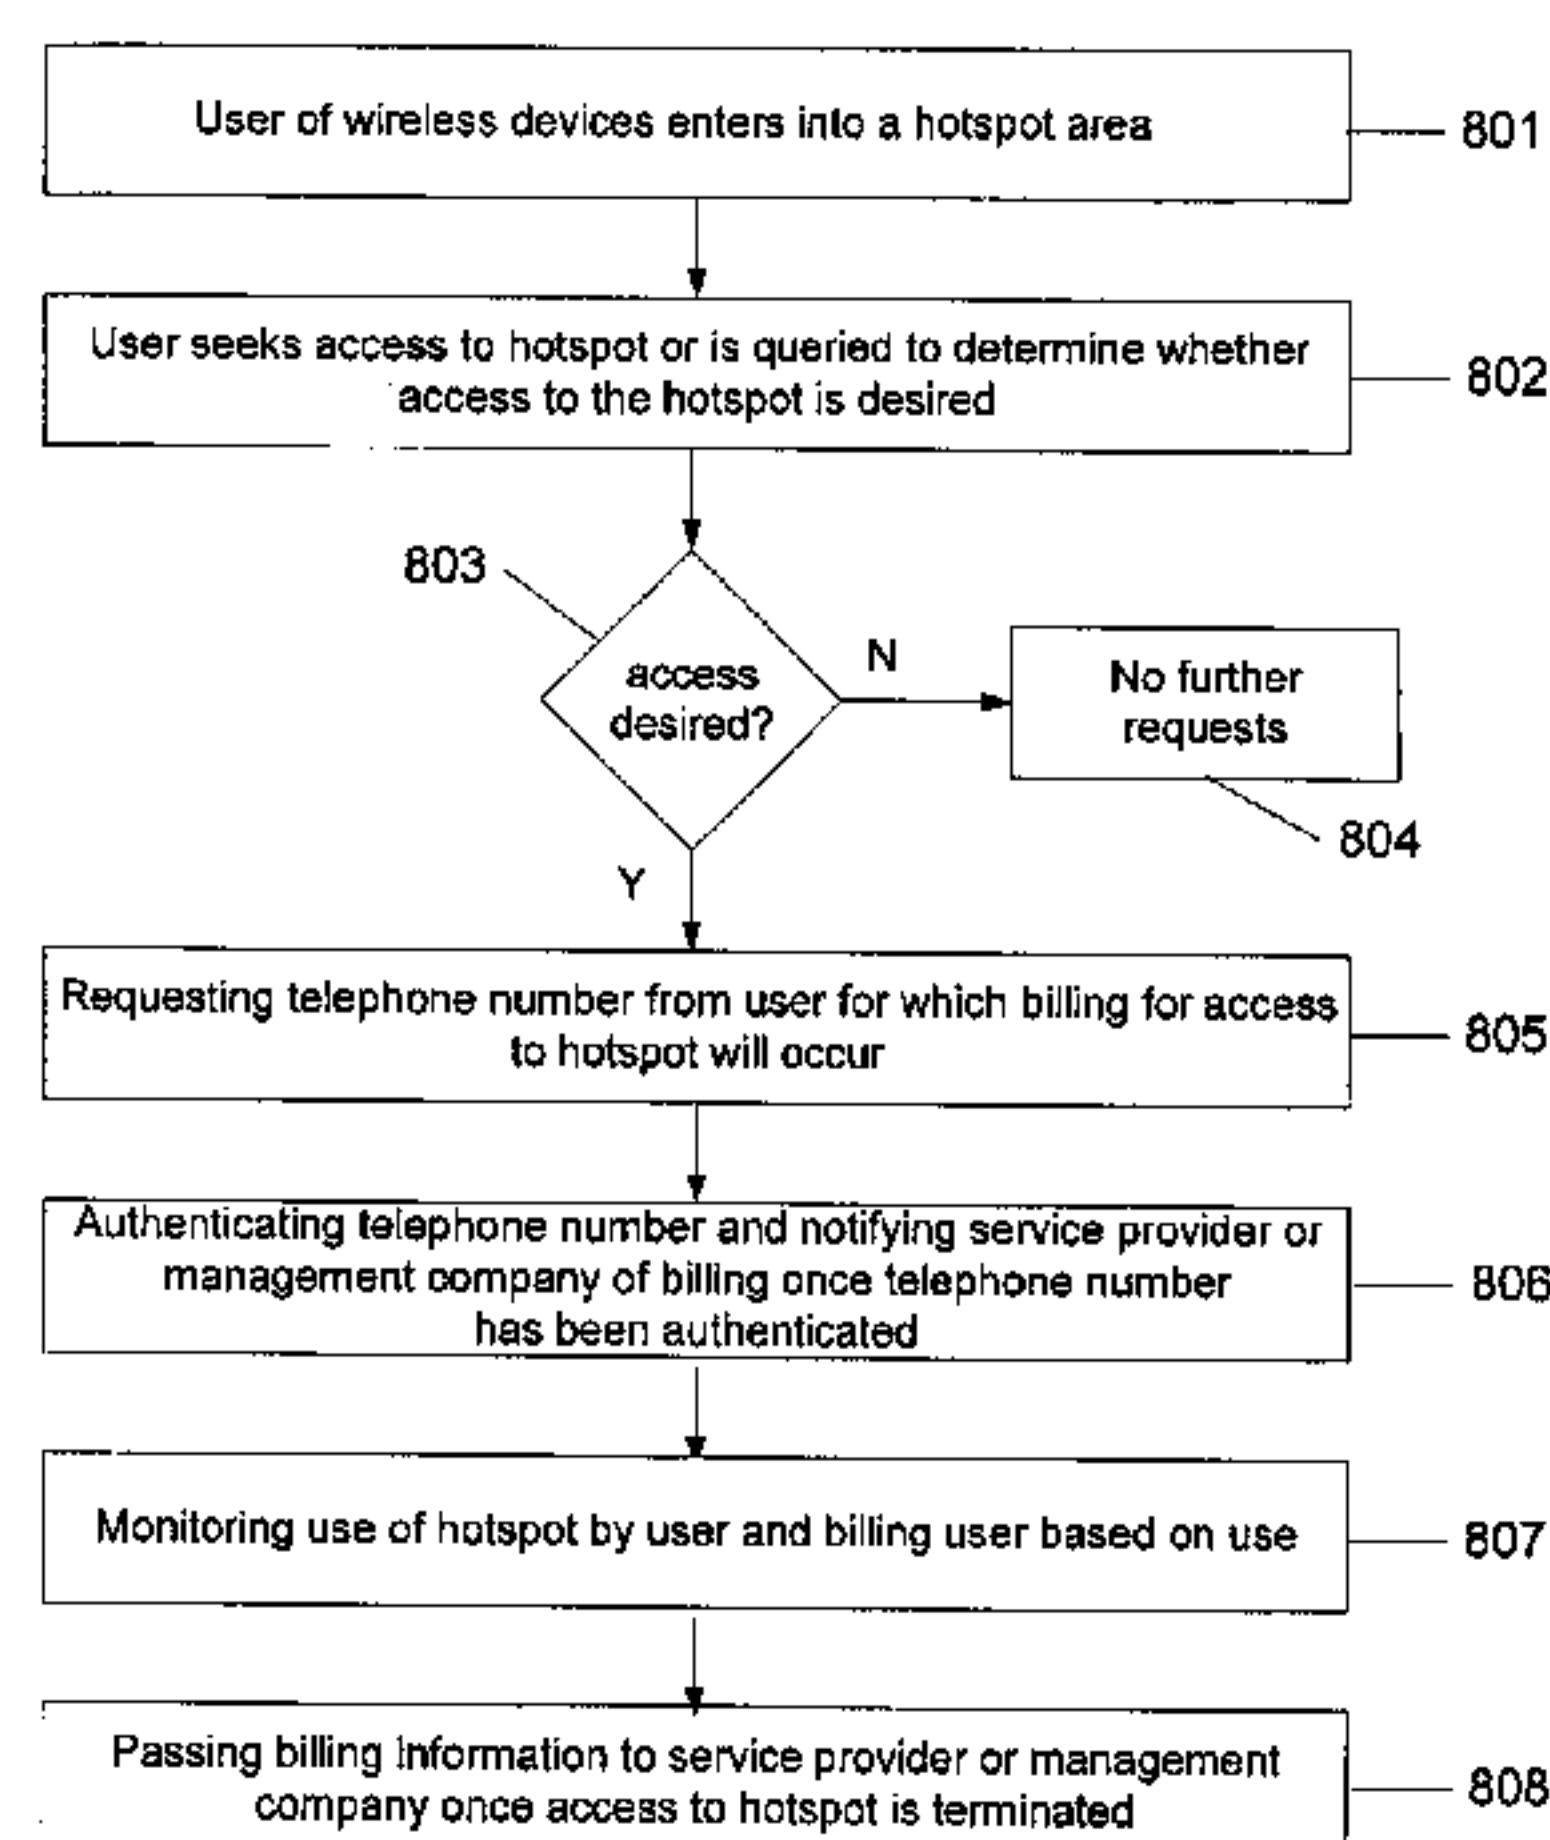 User of wireless devices enters into a hotspot area
801
User seeks access to hotspot or is queried to determine whether
access to the hotspot is desired
802
803
access
desired?
N
No further
requests
804
Y
Requesting telephone number from user for which billing for access
to hotspot will occur
805
Authenticating telephone number and notifying service provider or
management company of billing once telephone number
has been authenticated
806
Monitoring use of hotspot by user and billing user based on use
807
Passing billing Information to service provider or management
company once access to hotspot is terminated
808